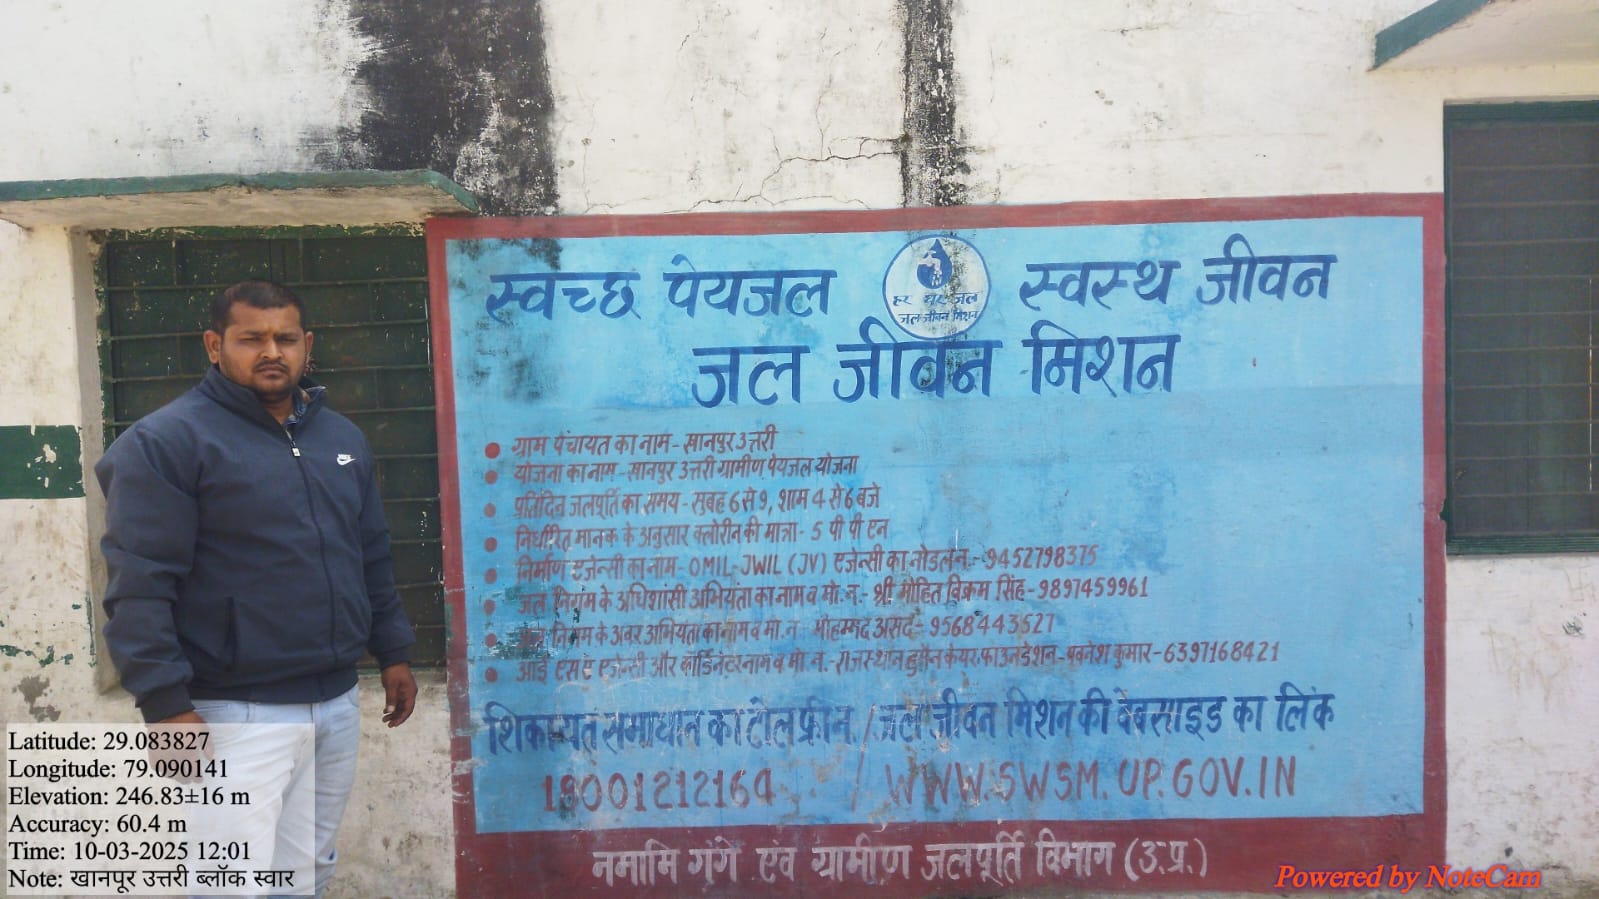 स्वच्छ पेयजल
हर घर जल
जल जीवन मिशन
स्वस्थ जीवन
जल जीवन मिशन
ग्राम पंचायत का नाम - खानपुर उत्तरी
योजना का नाम - खानपुर उत्तरी ग्रामीण पेयजल योजना
प्रतिदिन जलपूर्ति का समय - सुबह 6 से 9, शाम 4 से 6 बजे
निर्धारित मानक के अनुसार क्लोरीन की मात्रा - 5 पी पी एन
निर्माण एजेन्सी का नाम - OMIL-JWIL (JV) एजेन्सी का नोडल न. - 9452798375
जल निगम के अधिशासी अभियंता का नाम व मो. न. - श्री मोहित विक्रम सिंह - 9897459961
जल निगम के अवर अभियंता का नाम व मो. न. मोहम्मद असद - 9568443527
आई एस ए एजेन्सी और कॉर्डिनेटर नाम व मो. न. - राजस्थान हुमैन केयर फाउनडेशन - पुवनेश कुमार - 6397168421
शिकायत समाधान का टोल फ्री न. / जल जीवन मिशन की वेबसाइड का लिंक
18001212164 / WWW.SWSM.UP.GOV.IN
नमामि गंगे एंव ग्रामीण जलपूर्ति विभाग (उ.प्र.)
Latitude: 29.083827
Longitude: 79.090141
Elevation: 246.83±16 m
Accuracy: 60.4 m
Time: 10-03-2025 12:01
Note: खानपूर उत्तरी ब्लॉक स्वार
Powered by NoteCam